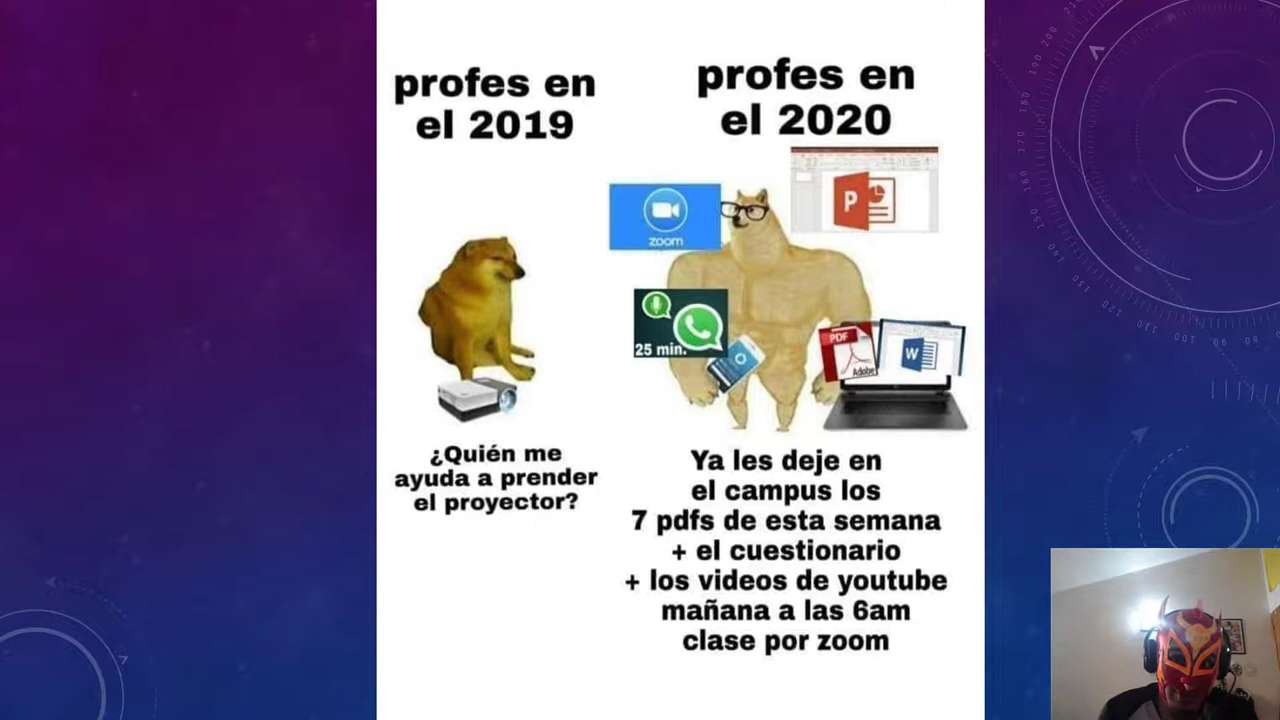 profes en
el 2019
¿Quién me
ayuda a prender
el proyector?
profes en
el 2020
P
zoom
25 min.
PDF
Adobe
W
Ya les deje en
el campus los
7 pdfs de esta semana
+ el cuestionario
+ los videos de youtube
mañana a las 6am
clase por zoom